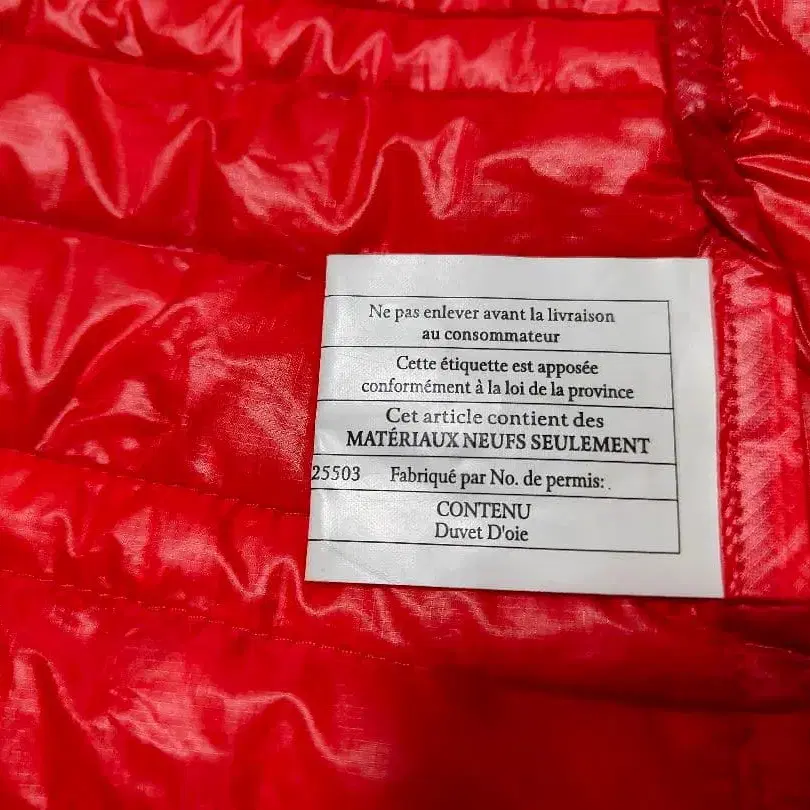 Ne pas enlever avant la livraison
au consommateur
Cette étiquette est apposée
conformément à la loi de la province
Cet article contient des
MATÉRIAUX NEUFS SEULEMENT
25503 Fabriqué par No. de permis: .
CONTENU
Duvet D'oie